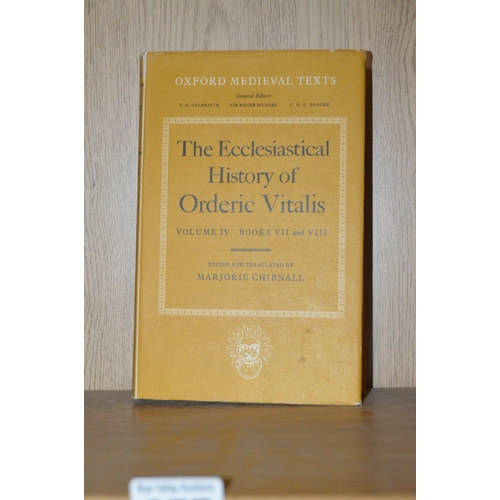 OXFORD MEDIEVAL TEXTS
General Editors
V. H. GALBRAITH SIR ROGER MYNORS C. N. L. BROOKE
The Ecclesiastical
History of
Orderic Vitalis
VOLUME IV · BOOKS VII and VIII
EDITED AND TRANSLATED BY
MARJORIE CHIBNALL